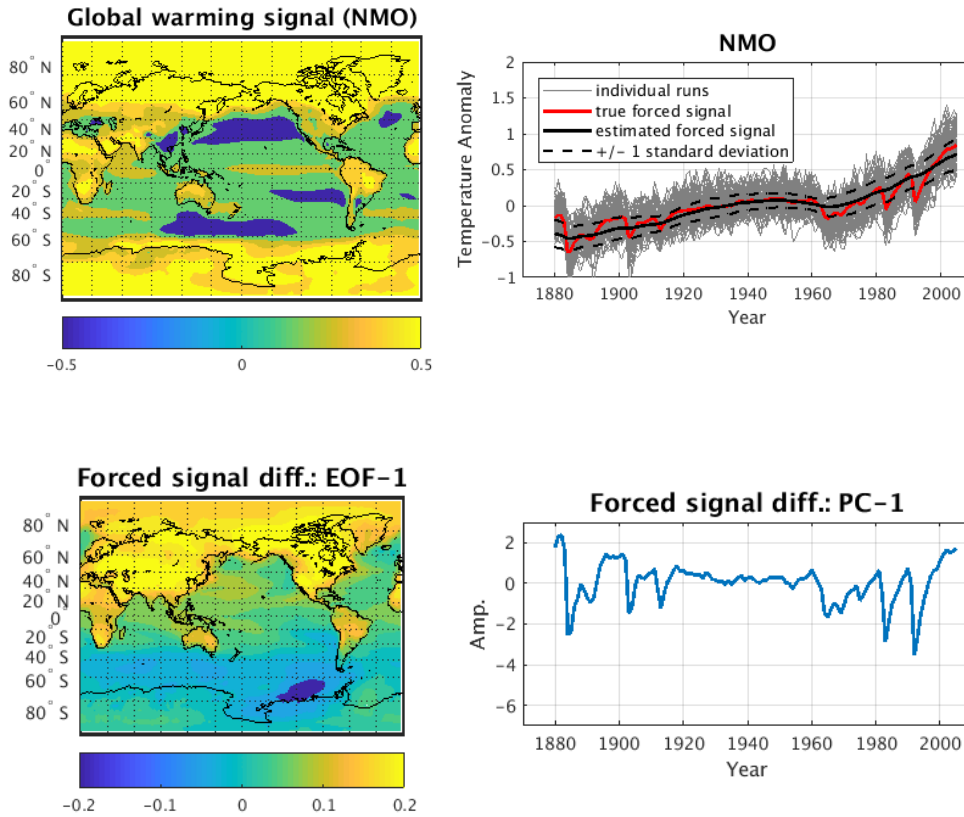 Global warming signal (NMO)
80° N
60° N
40° N
20° N
0°
20° S
40° S
60° S
80° S
-0.5
0
0.5
NMO
Temperature Anomaly
2
1.5
1
0.5
0
-0.5
-1
individual runs
true forced signal
estimated forced signal
+/- 1 standard deviation
1880
1900
1920
1940
1960
1980
2000
Year
Forced signal diff.: EOF-1
80° N
60° N
40° N
20° N
0°
20° S
40° S
60° S
80° S
-0.2
-0.1
0
0.1
0.2
Forced signal diff.: PC-1
Amp.
2
0
-2
-4
-6
1880
1900
1920
1940
1960
1980
2000
Year